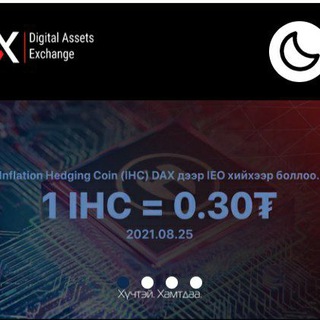 X
Digital Assets
Exchange
Inflation Hedging Coin (IHC) DAX дээр IEO хийхээр боллоо.
1 IHC = 0.30₮
2021.08.25
Хүчтэй. Хамтдаа.